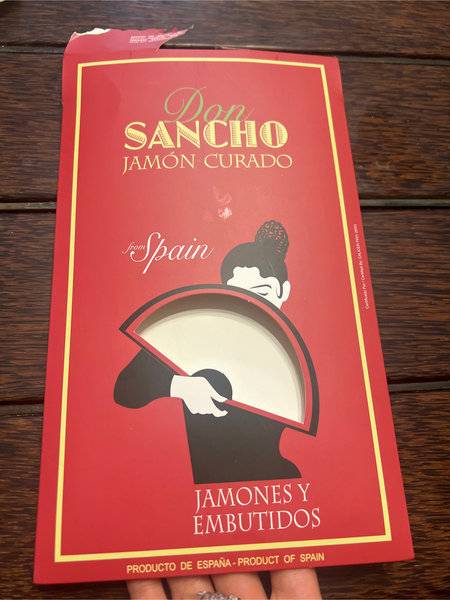 Don
SANCHO
JAMÓN CURADO
from Spain
JAMONES Y
EMBUTIDOS
PRODUCTO DE ESPAÑA-PRODUCT OF SPAIN